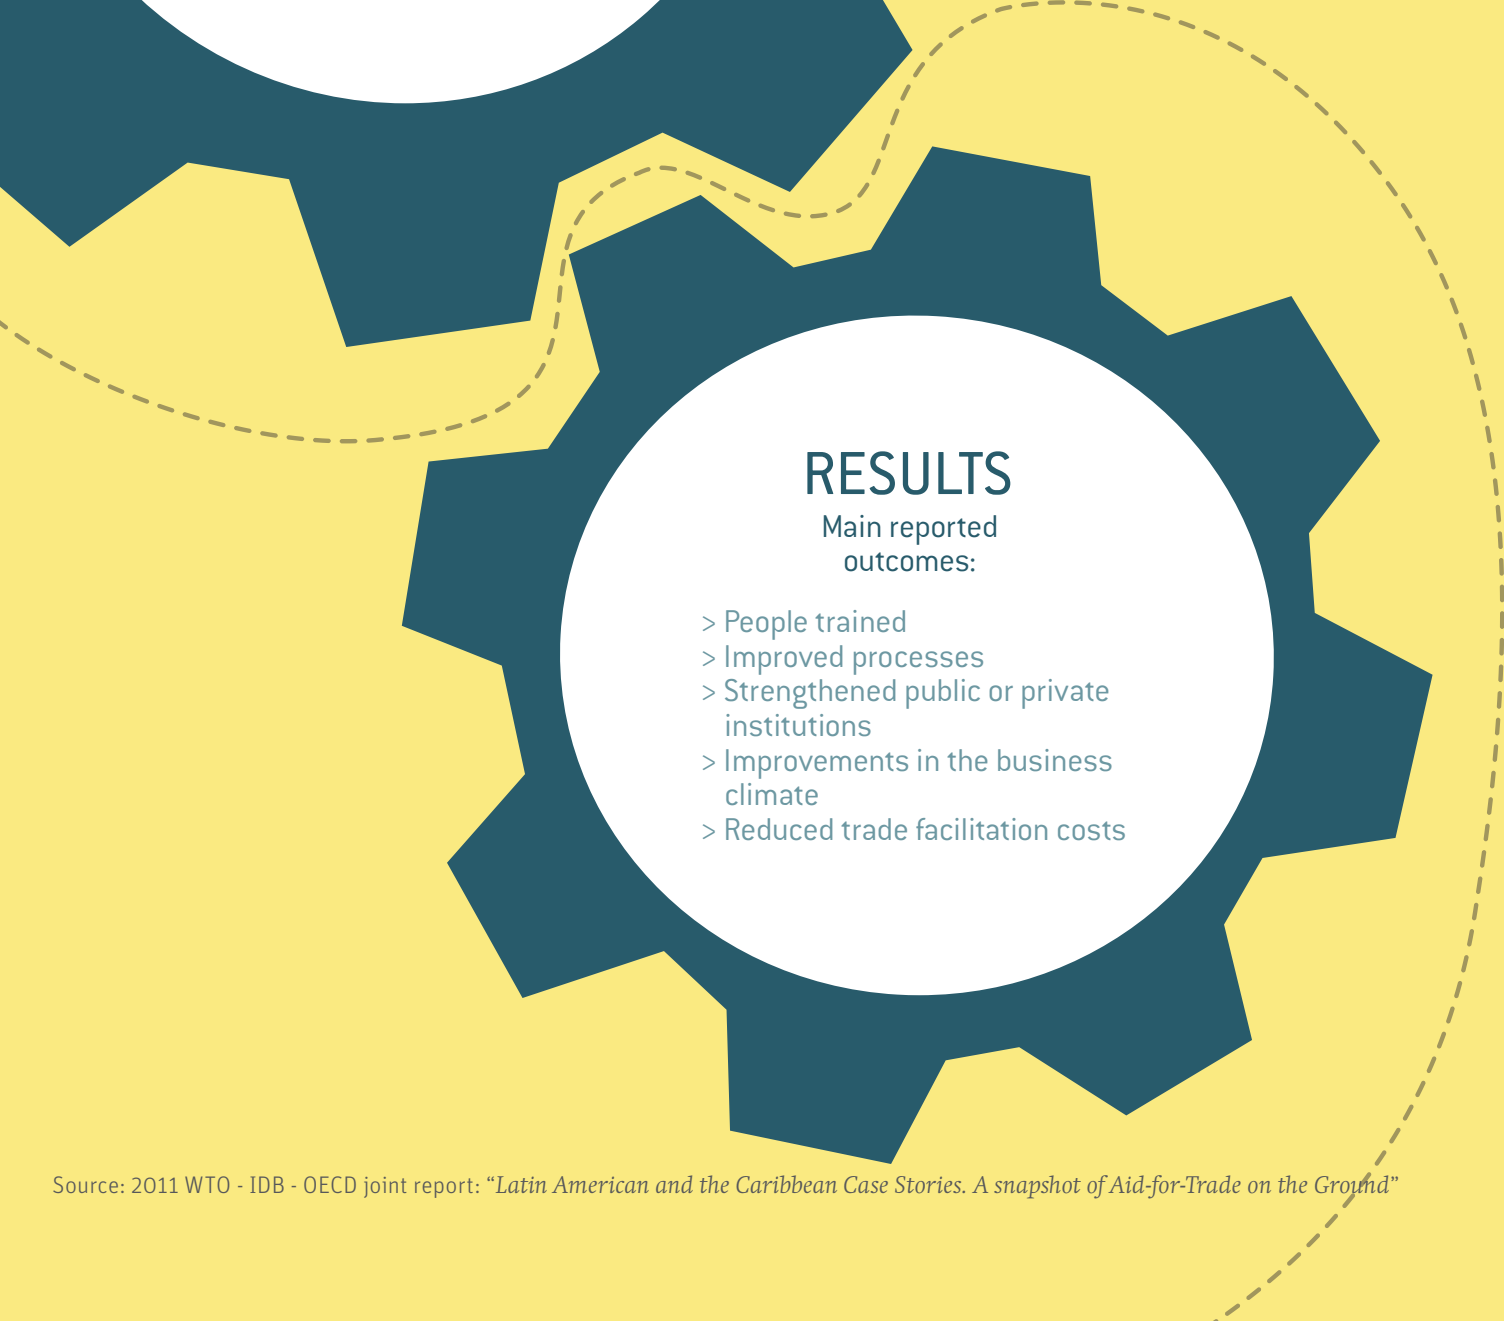 RESULTS
Main reported
outcomes:
> People trained
> Improved processes
> Strengthened public or private
institutions
> Improvements in the business
climate
> Reduced trade facilitation costs
Source: 2011 WTO - IDB - OECD joint report: “Latin American and the Caribbean Case Stories. A snapshot of Aid-for-Trade on the Ground”